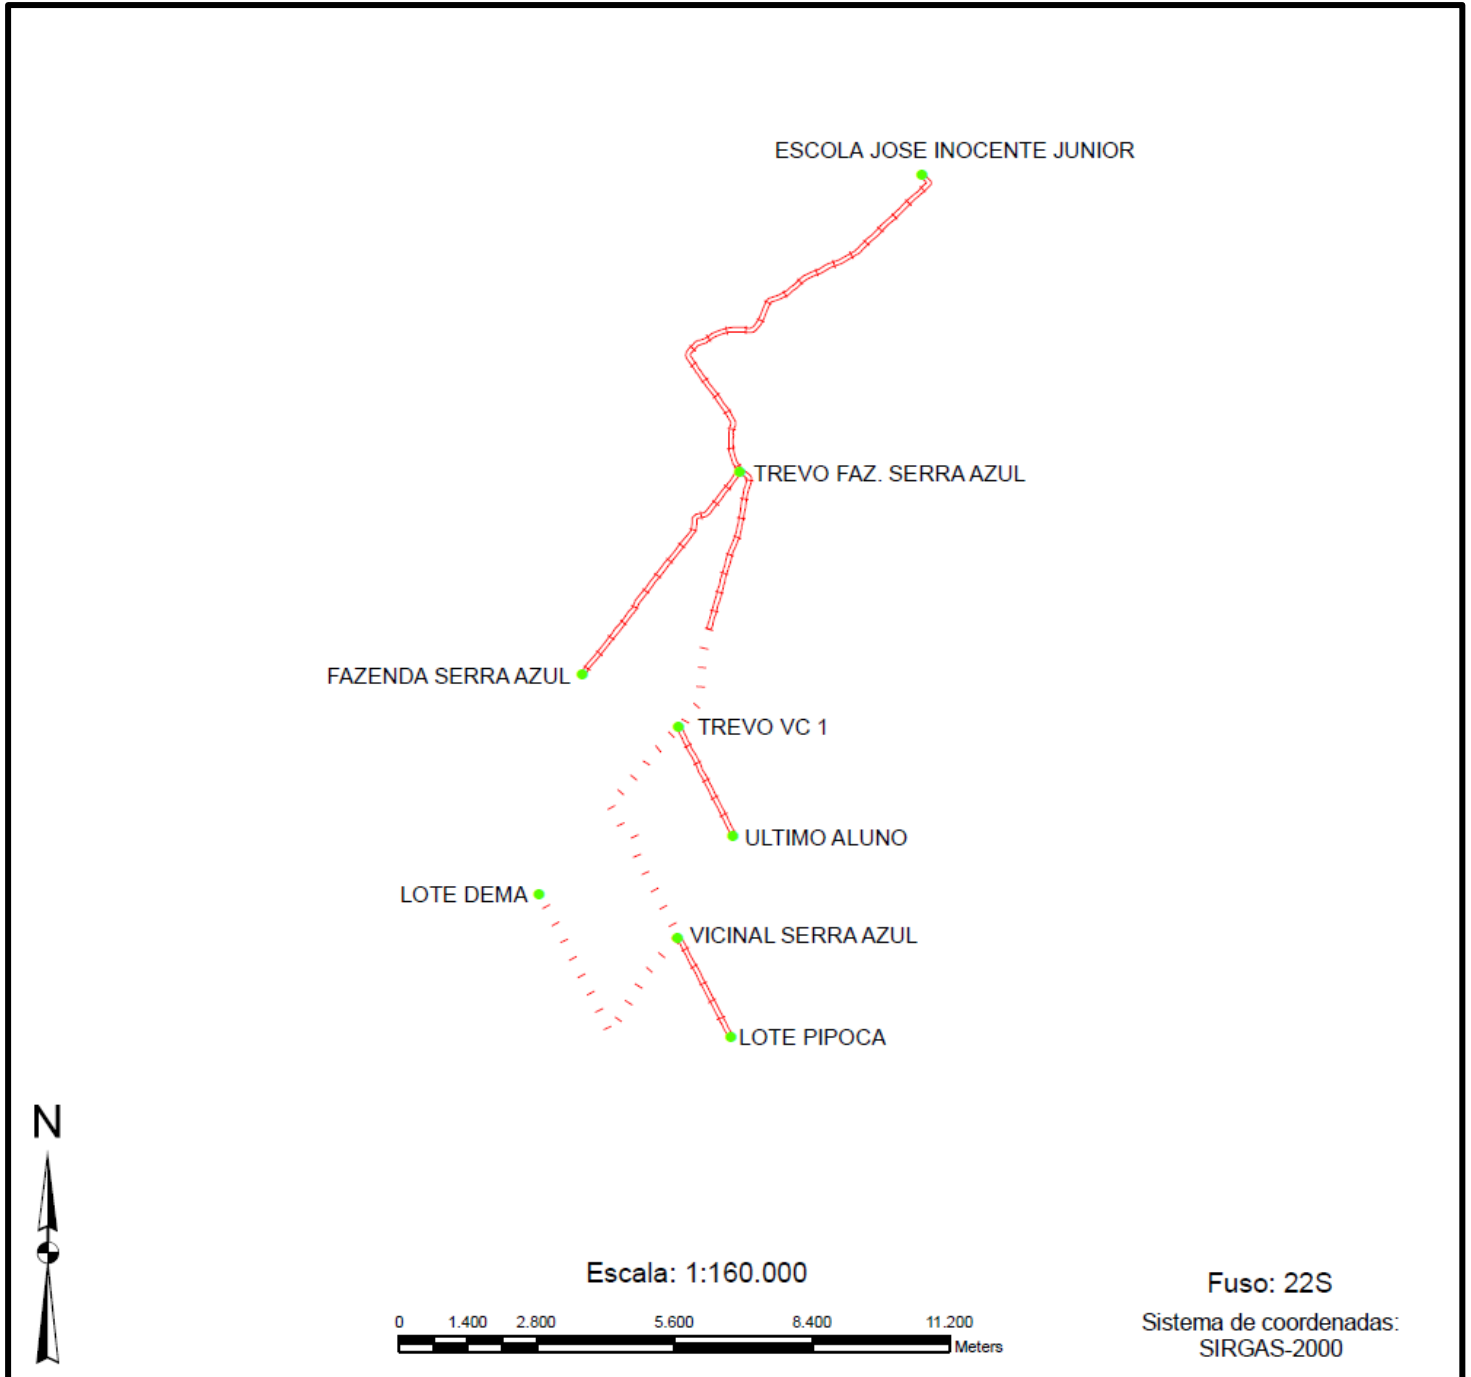 ESCOLA JOSE INOCENTE JUNIOR
TREVO FAZ. SERRA AZUL
FAZENDA SERRA AZUL
TREVO VC 1
ULTIMO ALUNO
LOTE DEMA
VICINAL SERRA AZUL
LOTE PIPOCA
N
Escala: 1:160.000
0 1.400 2.800 5.600 8.400 11.200
Meters
Fuso: 22S
Sistema de coordenadas:
SIRGAS-2000